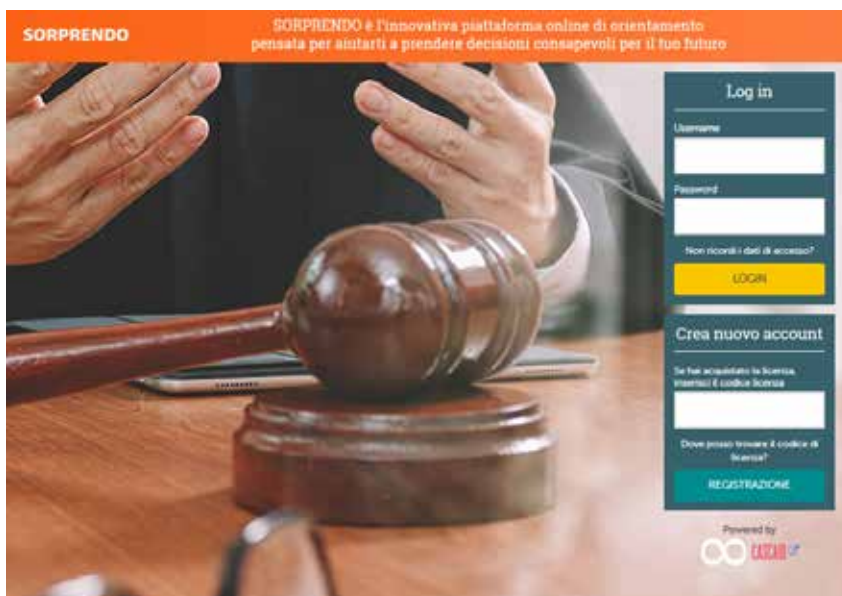 SORPRENDO
SORPRENDO è l'innovativa piattaforma online di orientamento
pensata per aiutarti a prendere decisioni consapevoli per il tuo futuro
Log in
Username
Password
Non ricordi i dati di accesso?
LOGIN
Crea nuovo account
Se hai acquistato la licenza,
inserisci il codice licenza
Dove posso trovare il codice di
licenza?
REGISTRAZIONE
Powered by
CASCAID